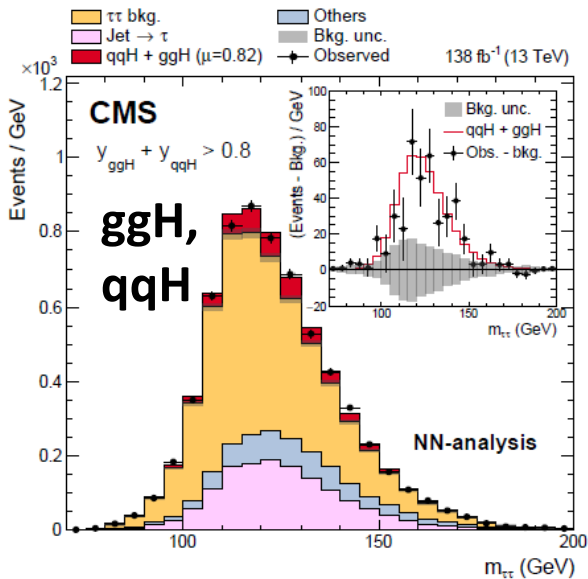 ττ bkg. Others
Jet → τ Bkg. unc.
qqH + ggH (μ=0.82) Observed 138 fb⁻¹ (13 TeV)
×10³
Events / GeV
1.2
1
0.8
0.6
0.4
0.2
0
CMS
y_ggH + y_qqH > 0.8
ggH,
qqH
(Events - Bkg.) / GeV
100
80
60
40
20
0
−20
Bkg. unc.
qqH + ggH
Obs. - bkg.
100 150 200
m_ττ (GeV)
NN-analysis
100 150 200
m_ττ (GeV)